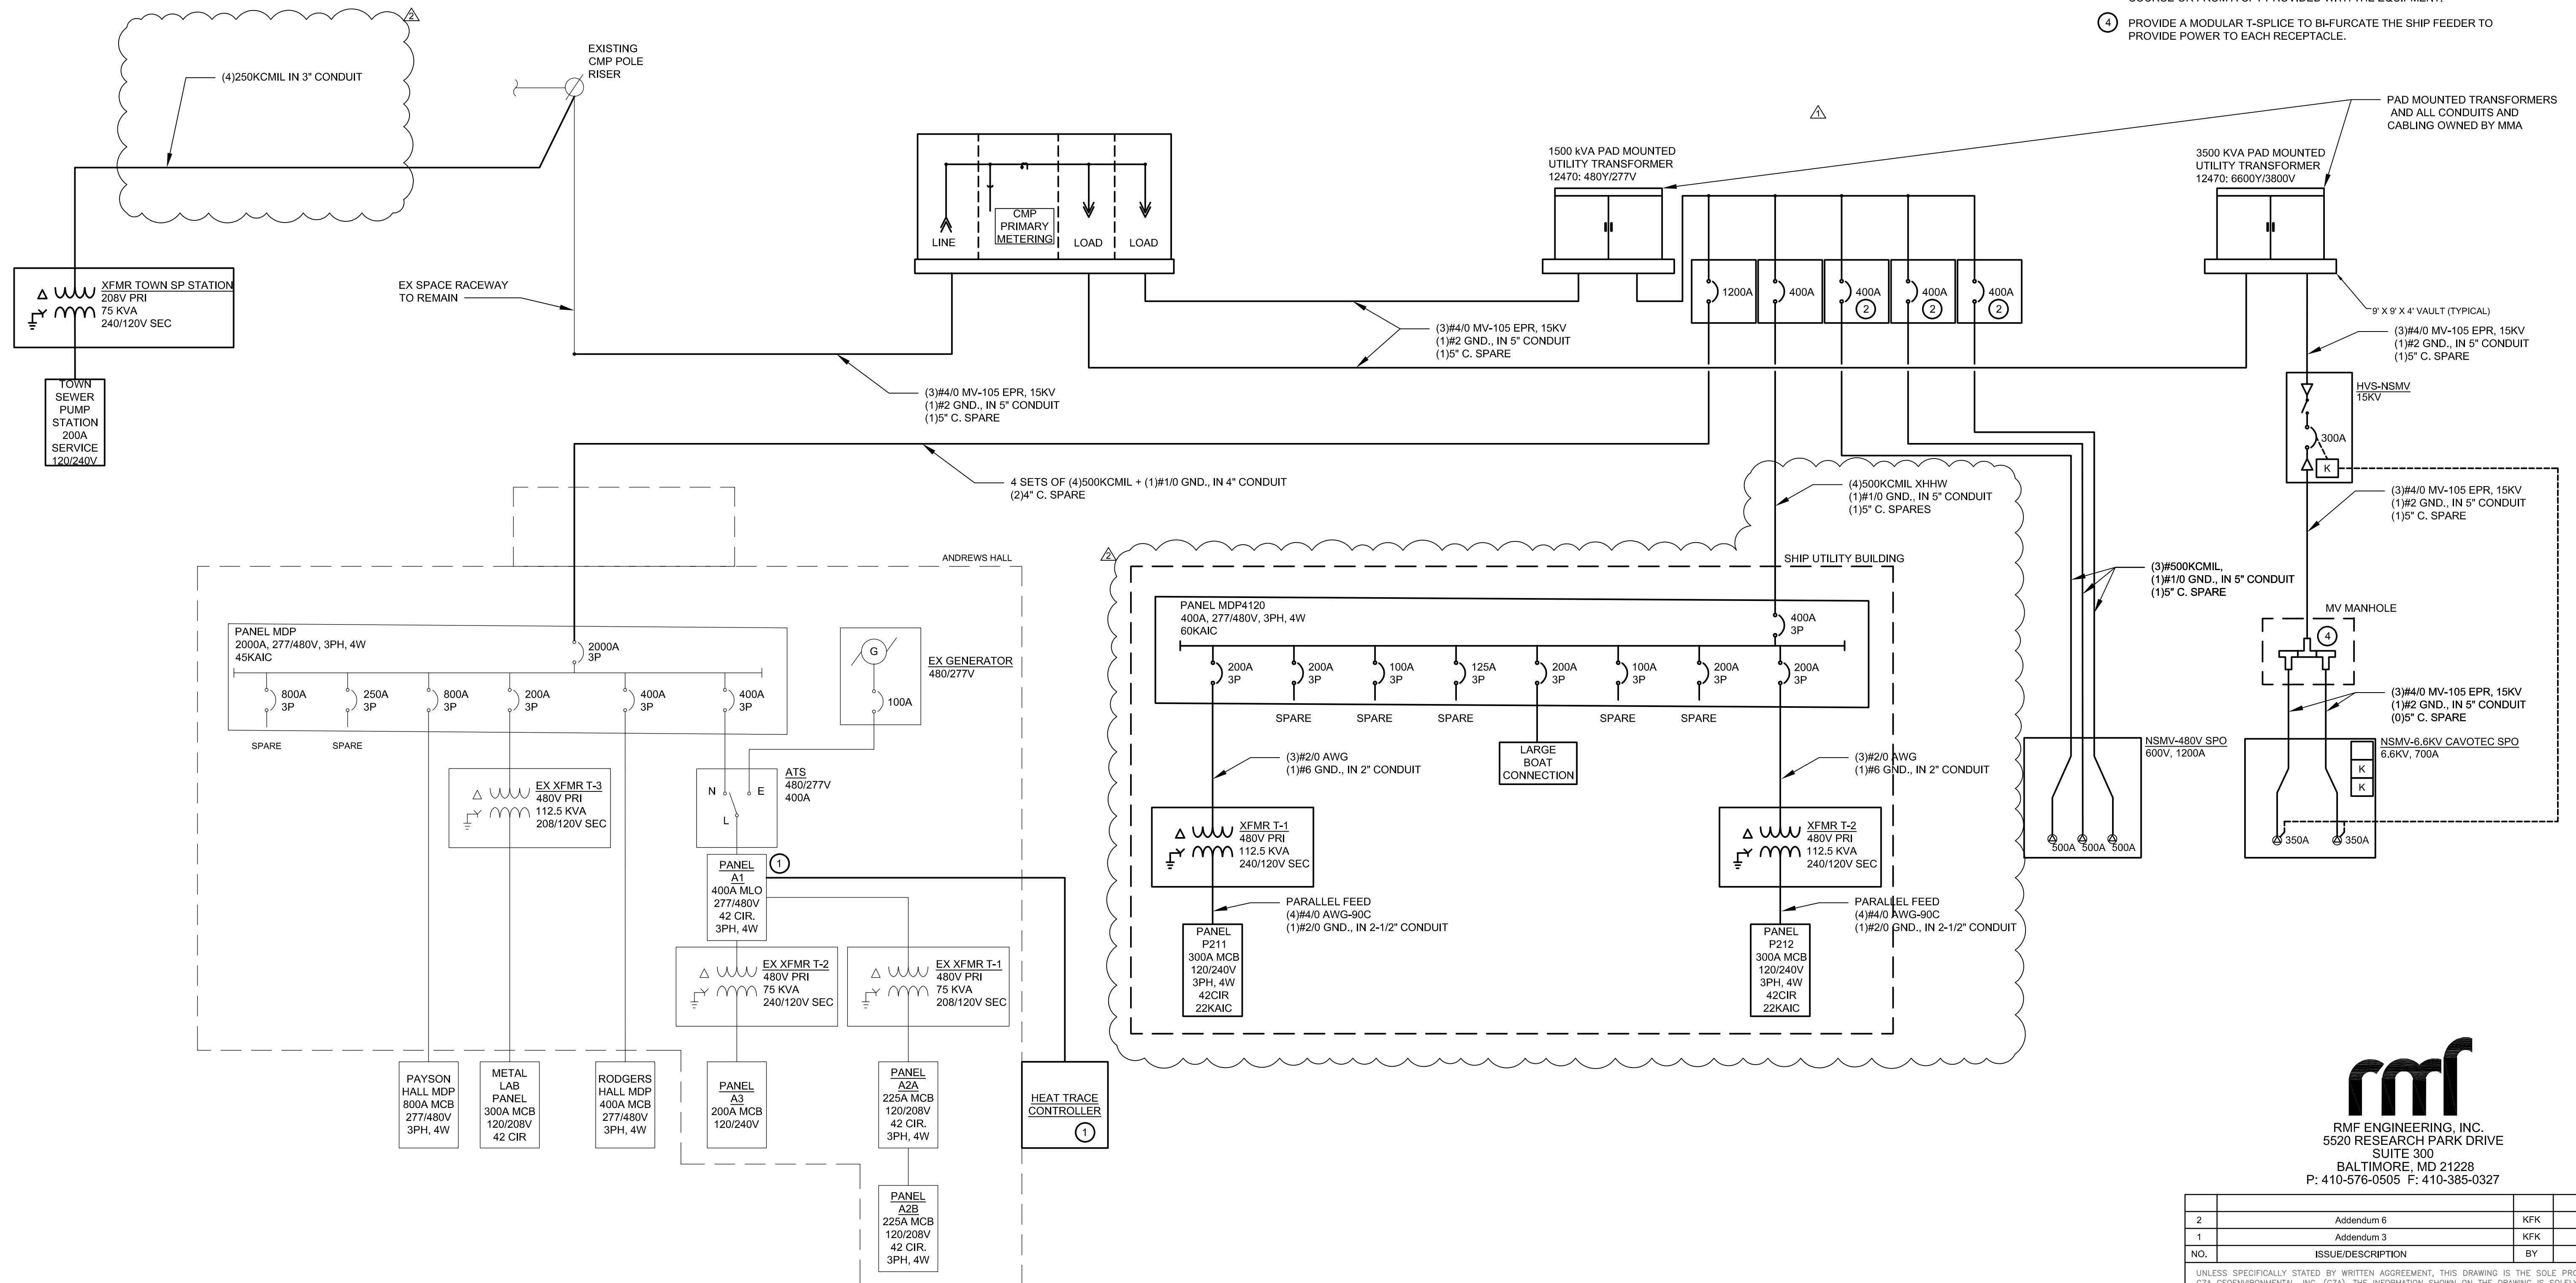 ④ PROVIDE A MODULAR T-SPLICE TO BI-FURCATE THE SHIP FEEDER TO
PROVIDE POWER TO EACH RECEPTACLE.
2
(4)250KCMIL IN 3" CONDUIT
EXISTING
CMP POLE
RISER
1
PAD MOUNTED TRANSFORMERS
AND ALL CONDUITS AND
CABLING OWNED BY MMA
1500 kVA PAD MOUNTED
UTILITY TRANSFORMER
12470: 480Y/277V
3500 KVA PAD MOUNTED
UTILITY TRANSFORMER
12470: 6600Y/3800V
LINE
CMP
PRIMARY
METERING
LOAD
LOAD
XFMR TOWN SP STATION
208V PRI
75 KVA
240/120V SEC
EX SPACE RACEWAY
TO REMAIN
1200A
400A
400A
②
400A
②
400A
②
9' X 9' X 4' VAULT (TYPICAL)
(3)#4/0 MV-105 EPR, 15KV
(1)#2 GND., IN 5" CONDUIT
(1)5" C. SPARE
(3)#4/0 MV-105 EPR, 15KV
(1)#2 GND., IN 5" CONDUIT
(1)5" C. SPARE
TOWN
SEWER
PUMP
STATION
200A
SERVICE
120/240V
(3)#4/0 MV-105 EPR, 15KV
(1)#2 GND., IN 5" CONDUIT
(1)5" C. SPARE
HVS-NSMV
15KV
300A
K
4 SETS OF (4)500KCMIL + (1)#1/0 GND., IN 4" CONDUIT
(2)4" C. SPARE
(4)500KCMIL XHHW
(1)#1/0 GND., IN 5" CONDUIT
(1)5" C. SPARES
(3)#4/0 MV-105 EPR, 15KV
(1)#2 GND., IN 5" CONDUIT
(1)5" C. SPARE
ANDREWS HALL
2
SHIP UTILITY BUILDING
(3)#500KCMIL,
(1)#1/0 GND., IN 5" CONDUIT
(1)5" C. SPARE
PANEL MDP
2000A, 277/480V, 3PH, 4W
45KAIC
2000A
3P
800A
3P
250A
3P
800A
3P
200A
3P
400A
3P
400A
3P
SPARE
SPARE
G
100A
EX GENERATOR
480/277V
PANEL MDP4120
400A, 277/480V, 3PH, 4W
60KAIC
400A
3P
200A
3P
200A
3P
100A
3P
125A
3P
200A
3P
100A
3P
200A
3P
200A
3P
SPARE
SPARE
SPARE
SPARE
SPARE
MV MANHOLE
④
(3)#4/0 MV-105 EPR, 15KV
(1)#2 GND., IN 5" CONDUIT
(0)5" C. SPARE
EX XFMR T-3
480V PRI
112.5 KVA
208/120V SEC
N
E
L
ATS
480/277V
400A
(3)#2/0 AWG
(1)#6 GND., IN 2" CONDUIT
LARGE
BOAT
CONNECTION
(3)#2/0 AWG
(1)#6 GND., IN 2" CONDUIT
NSMV-480V SPO
600V, 1200A
500A
500A
500A
NSMV-6.6KV CAVOTEC SPO
6.6KV, 700A
K
K
350A
350A
XFMR T-1
480V PRI
112.5 KVA
240/120V SEC
XFMR T-2
480V PRI
112.5 KVA
240/120V SEC
PANEL
A1
400A MLO
277/480V
42 CIR.
3PH, 4W
①
PARALLEL FEED
(4)#4/0 AWG-90C
(1)#2/0 GND., IN 2-1/2" CONDUIT
PARALLEL FEED
(4)#4/0 AWG-90C
(1)#2/0 GND., IN 2-1/2" CONDUIT
PANEL
P211
300A MCB
120/240V
3PH, 4W
42CIR
22KAIC
PANEL
P212
300A MCB
120/240V
3PH, 4W
42CIR
22KAIC
EX XFMR T-2
480V PRI
75 KVA
240/120V SEC
EX XFMR T-1
480V PRI
75 KVA
208/120V SEC
PAYSON
HALL MDP
800A MCB
277/480V
3PH, 4W
METAL
LAB
PANEL
300A MCB
120/208V
42 CIR
RODGERS
HALL MDP
400A MCB
277/480V
3PH, 4W
PANEL
A3
200A MCB
120/240V
PANEL
A2A
225A MCB
120/208V
42 CIR.
3PH, 4W
HEAT TRACE
CONTROLLER
①
PANEL
A2B
225A MCB
120/208V
42 CIR.
3PH, 4W
rmf
RMF ENGINEERING, INC.
5520 RESEARCH PARK DRIVE
SUITE 300
BALTIMORE, MD 21228
P: 410-576-0505 F: 410-385-0327
2 Addendum 6 KFK
1 Addendum 3 KFK
NO. ISSUE/DESCRIPTION BY
UNLESS SPECIFICALLY STATED BY WRITTEN AGGREEMENT, THIS DRAWING IS THE SOLE